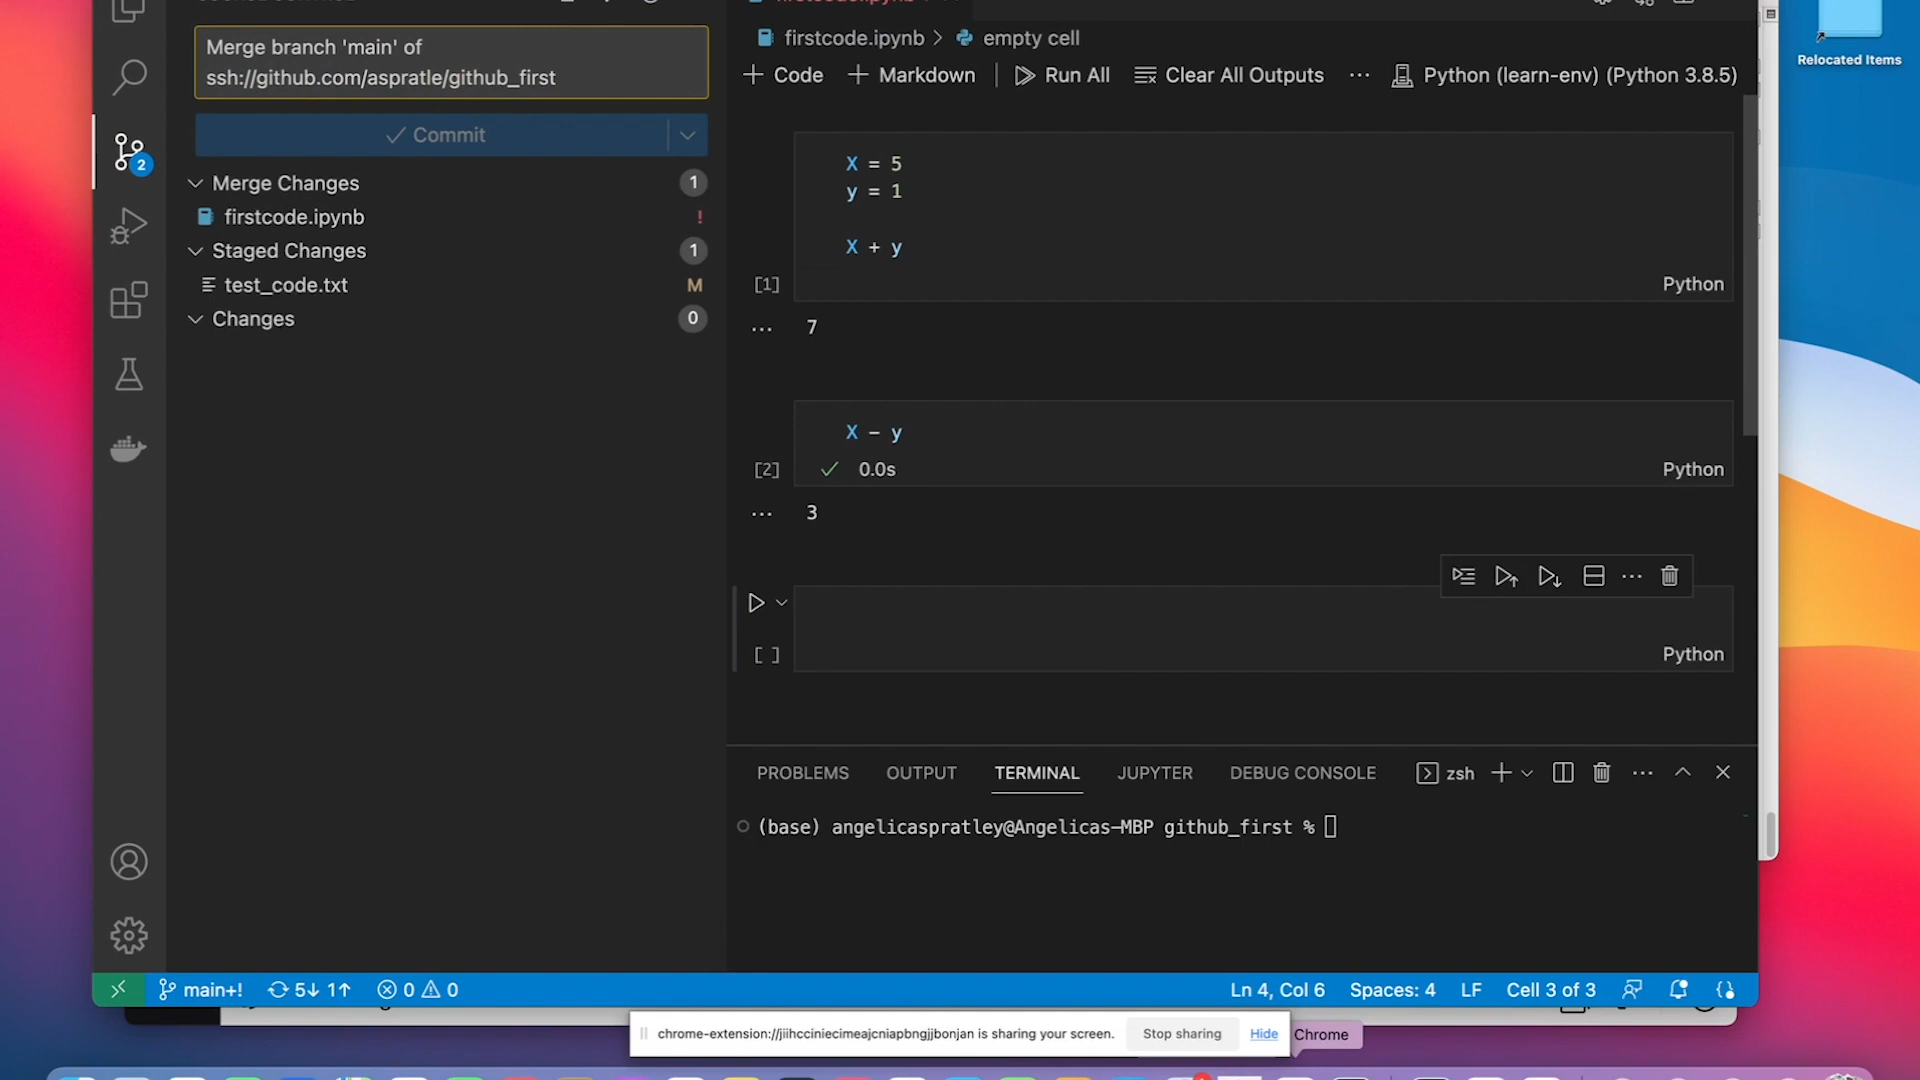 Merge branch 'main' of
ssh://github.com/aspratle/github_first
Commit
Merge Changes 1
firstcode.ipynb !
Staged Changes 1
test_code.txt M
Changes 0
firstcode.ipynb > empty cell
+ Code + Markdown Run All Clear All Outputs ... Python (learn-env) (Python 3.8.5)
X = 5
y = 1
X + y
[1] Python
... 7
X - y
[2] 0.0s Python
... 3
[ ] Python
PROBLEMS OUTPUT TERMINAL JUPYTER DEBUG CONSOLE zsh
(base) angelicaspratley@Angelicas-MBP github_first %
main+! 5↓ 1↑ 0 0 Ln 4, Col 6 Spaces: 4 LF Cell 3 of 3
chrome-extension://jiihcciniecimeajcniapbngjjbonjan is sharing your screen. Stop sharing Hide
Chrome
Relocated Items
2